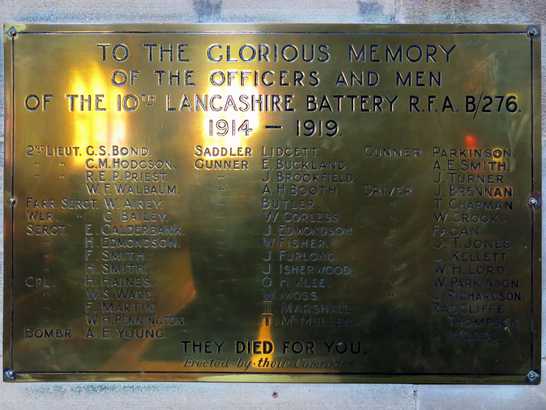 TO THE GLORIOUS MEMORY
OF THE OFFICERS AND MEN
OF THE 10TH LANCASHIRE BATTERY R.F.A. B/276.
1914 — 1919.
2ND LIEUT. G.S. BOND.
" " C.M. HODGSON.
" " R.E.P. PRIEST.
" " W.F. WALBAUM.
FARR SERGT. W. AIREY.
WLR. " C. BAILEY.
SERGT. E. CALDERBANK.
" H. EDMONDSON.
" F. SMITH.
" H. SMITH.
CPL. H. HAINES.
" W.S. WARD.
" F. MARTIN.
" W.H. PENNINGTON.
BOMBR. A.E. YOUNG.
SADDLER LIDGETT.
GUNNER E. BUCKLAND.
" J. BROOKFIELD.
" A.H. BOOTH.
" BUTLER.
" W. CORLESS.
" J. EDMONDSON.
" W. FISHER.
" J. FURLONG.
" J. ISHERWOOD.
" O.H. KLEE.
" W. MOSS.
" T. MARSHALL.
" T. McMULLEN.
GUNNER PARKINSON.
" A.E. SMITH.
" J. TURNER.
DRIVER J. BRENNAN.
" T. CHAPMAN.
" W. CROOK.
" FAGAN.
" J.T. JONES.
" J. KELLETT.
" W.H. LORD.
" W. PARKINSON.
" J. RICHARDSON.
" RADCLIFFE.
" THOMPSON.
" WOODS.
THEY DIED FOR YOU.
Erected by their Comrades.